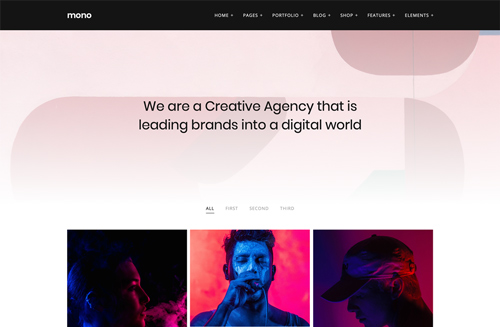 mono
HOME + PAGES + PORTFOLIO + BLOG + SHOP + FEATURES + ELEMENTS +
We are a Creative Agency that is
leading brands into a digital world
ALL FIRST SECOND THIRD